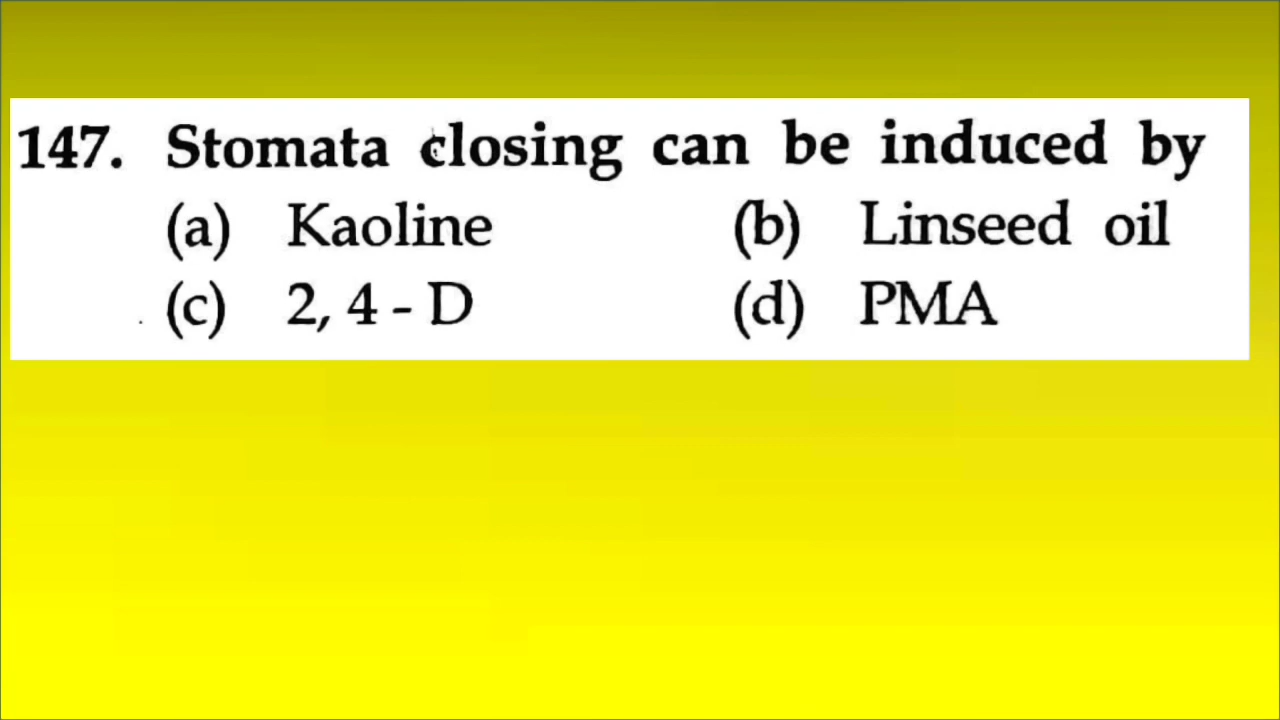 147. Stomata closing can be induced by
(a) Kaoline (b) Linseed oil
(c) 2, 4 - D (d) PMA